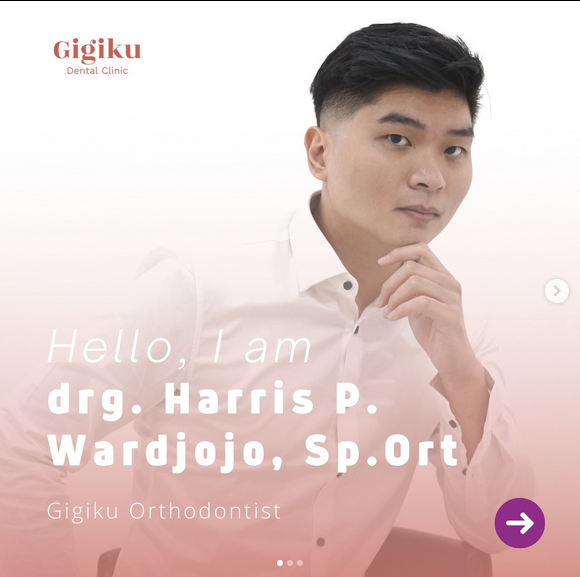 Gigiku
Dental Clinic
Hello, I am
drg. Harris P.
Wardjojo, Sp.Ort
Gigiku Orthodontist